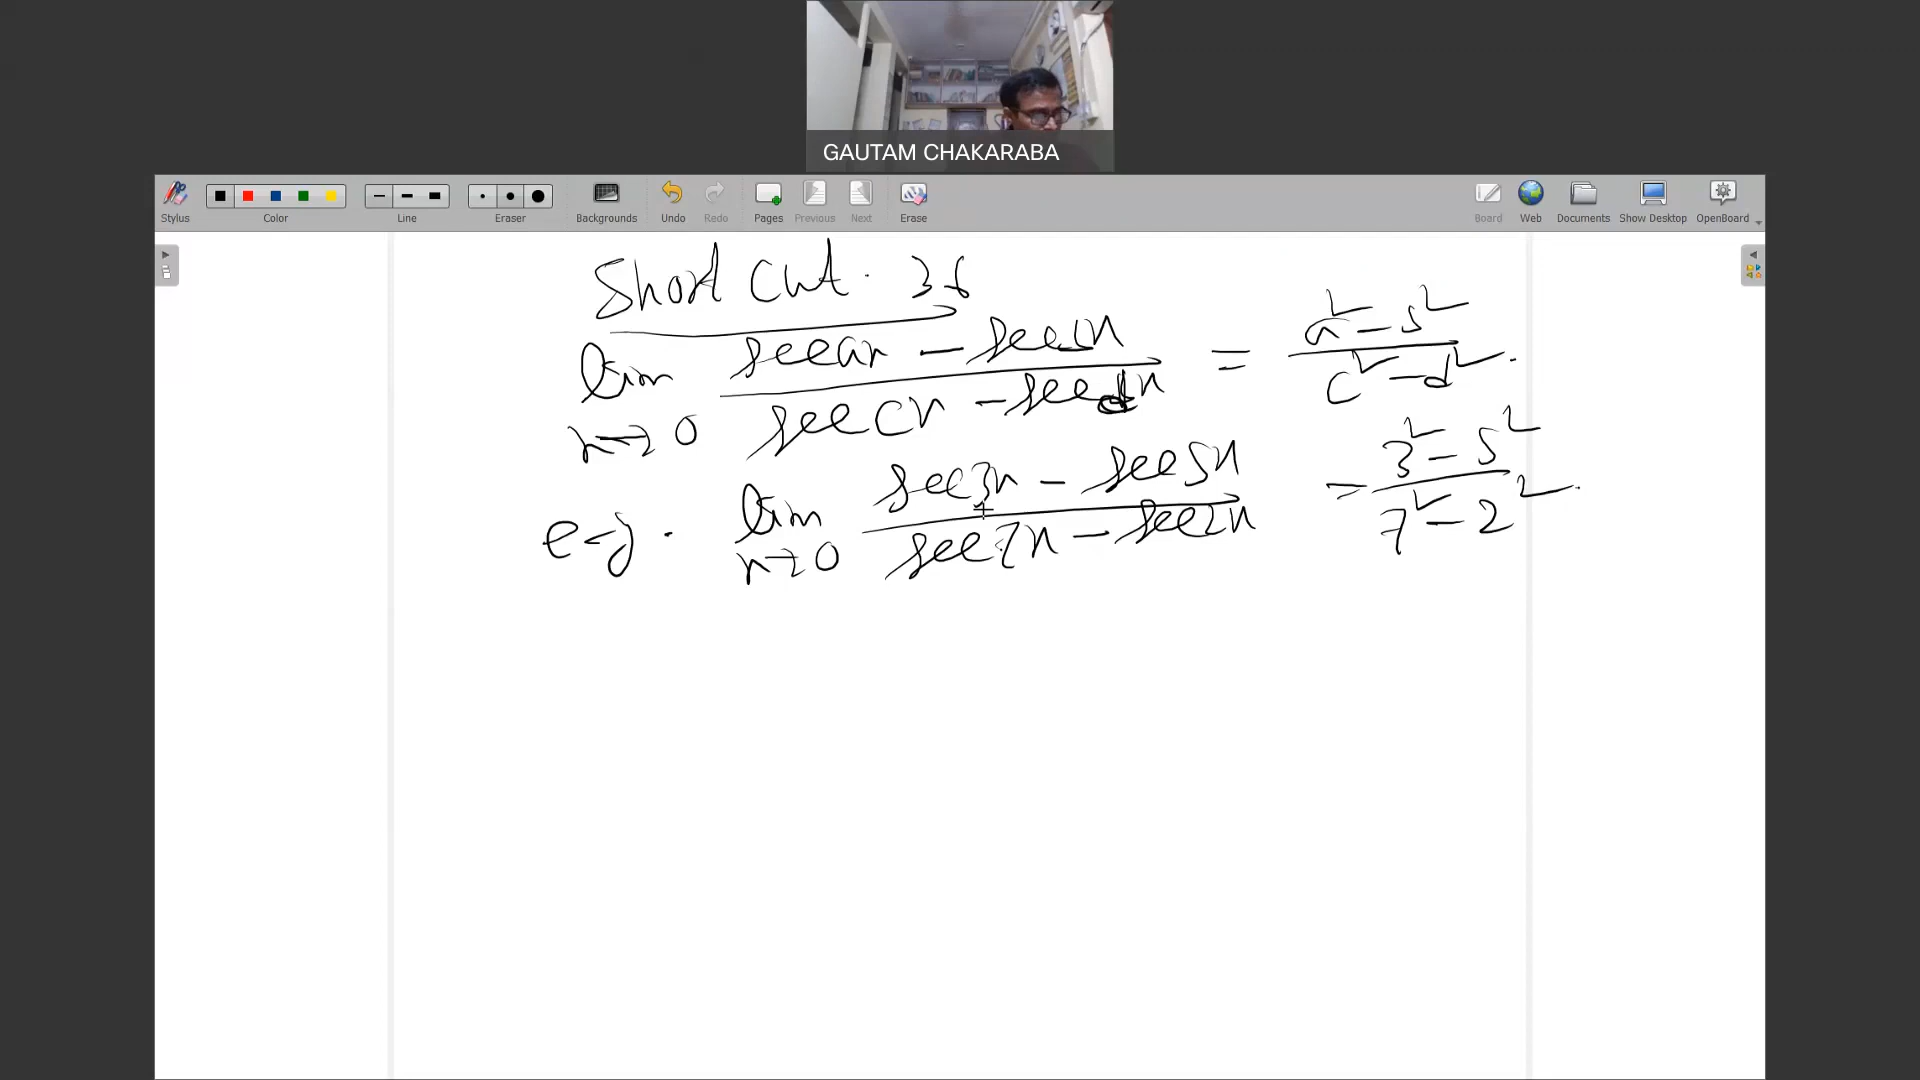 GAUTAM CHAKARABA
Stylus Color Line Eraser Backgrounds Undo Redo Pages Previous Next Erase Board Web Documents Show Desktop OpenBoard
Short Cut. 36
lim x→0 (sec ax − sec bx)/(sec cx − sec dx) = (a² − b²)/(c² − d²).
e.g. lim x→0 (sec 3x − sec 5x)/(sec 7x − sec 2x) = (3² − 5²)/(7² − 2²).